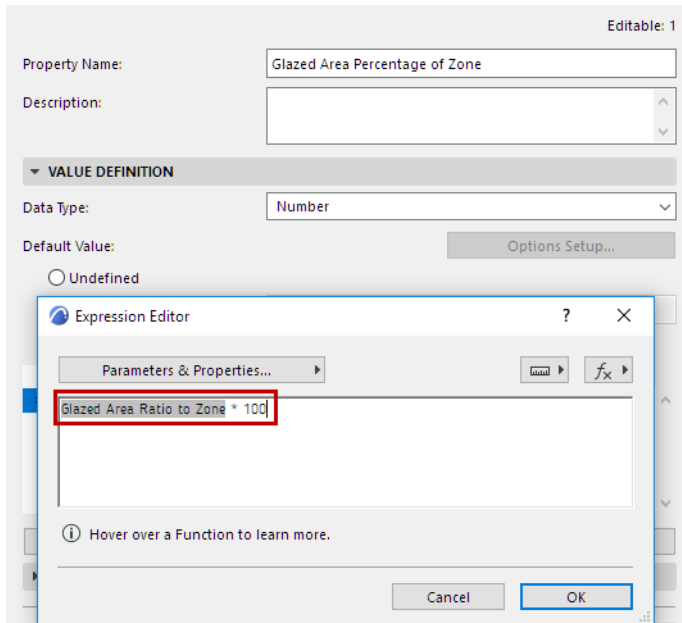 Editable: 1
Property Name: Glazed Area Percentage of Zone
Description:
VALUE DEFINITION
Data Type: Number
Default Value: Options Setup...
Undefined
Expression Editor ?
Parameters & Properties... fx
Glazed Area Ratio to Zone * 100
Hover over a Function to learn more.
Cancel OK